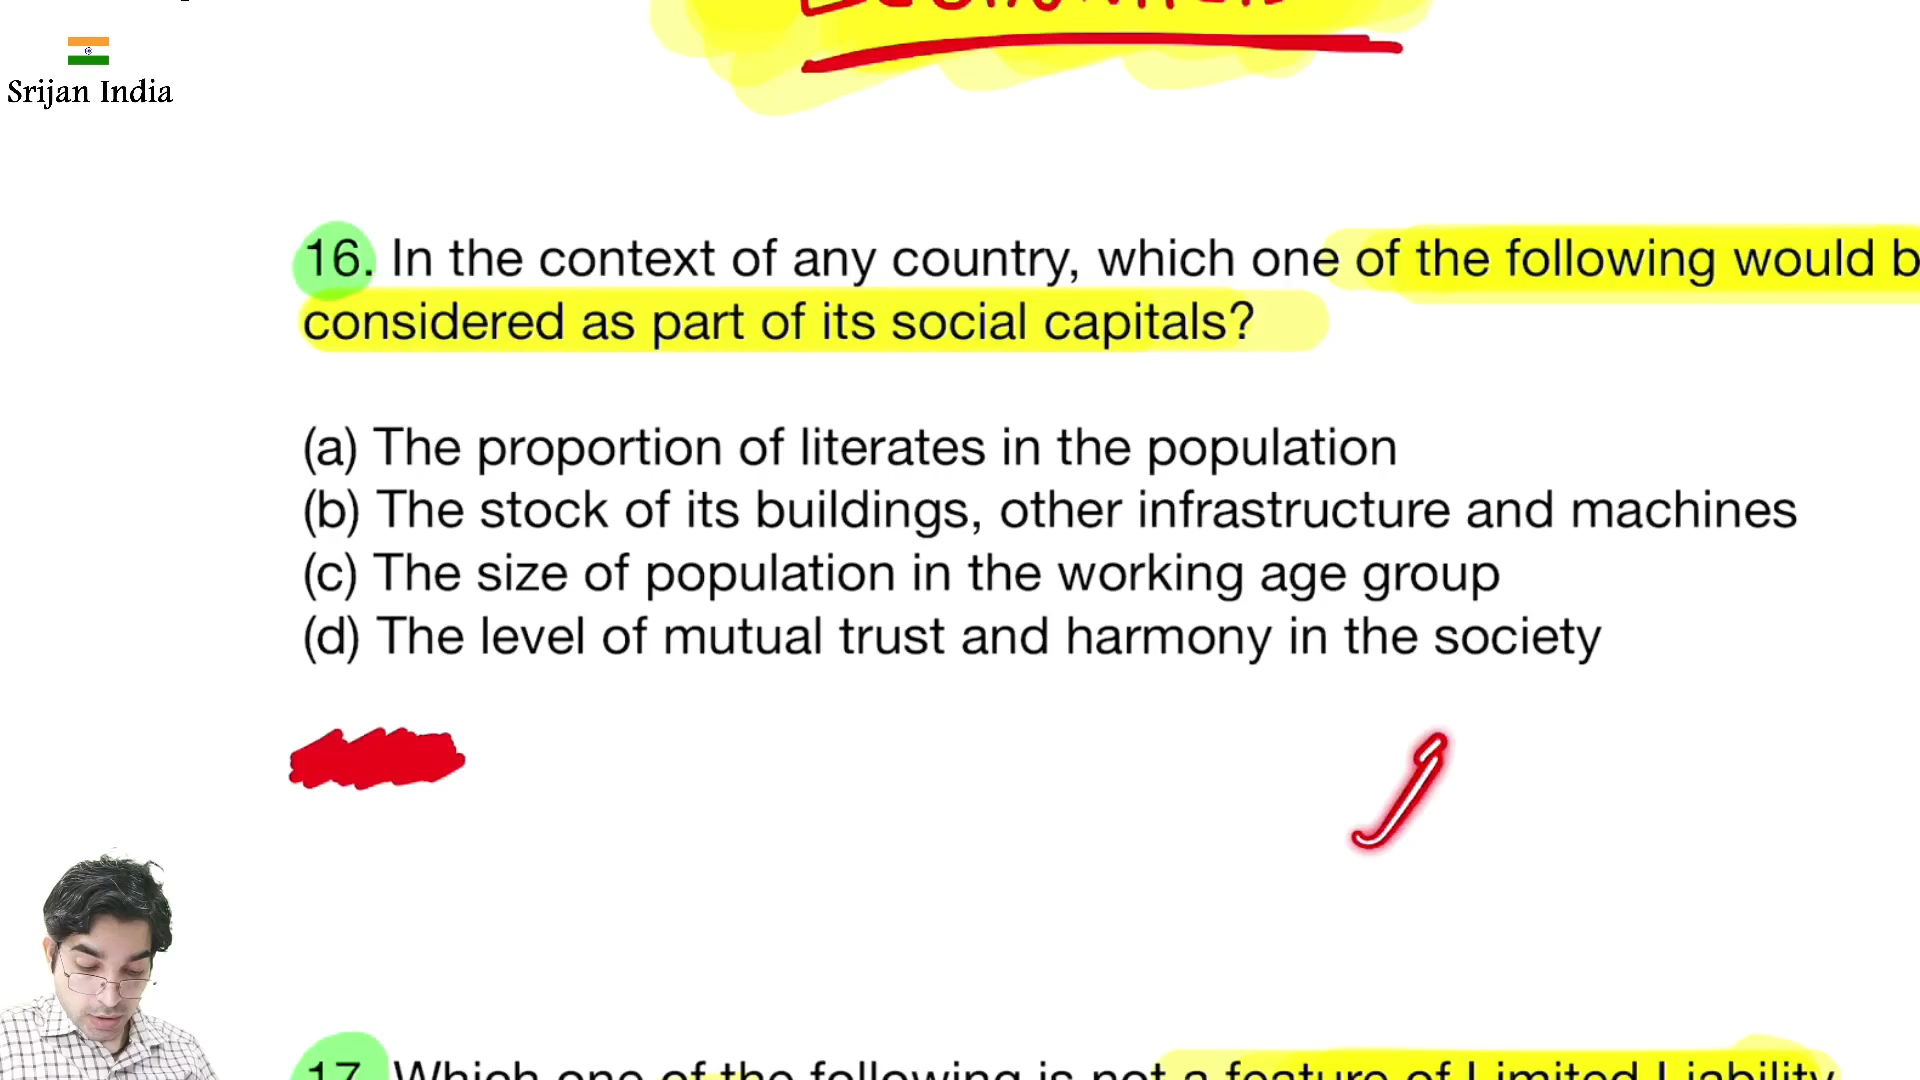 Srijan India
16. In the context of any country, which one of the following would b
considered as part of its social capitals?
(a) The proportion of literates in the population
(b) The stock of its buildings, other infrastructure and machines
(c) The size of population in the working age group
(d) The level of mutual trust and harmony in the society
17. Which one of the following is not a feature of Limited Liability